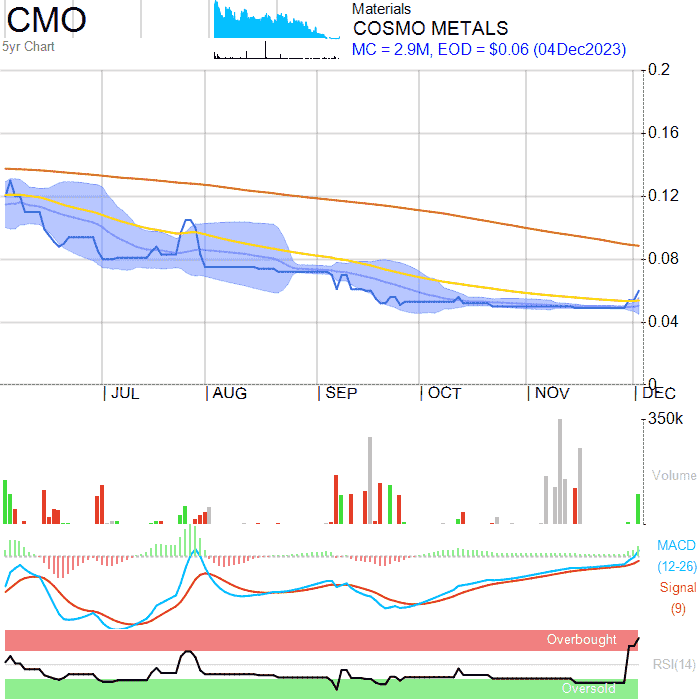 CMO
5yr Chart
Materials
COSMO METALS
MC = 2.9M, EOD = $0.06 (04Dec2023)
0.2
0.16
0.12
0.08
0.04
0
JUL AUG SEP OCT NOV DEC
350k
Volume
MACD
(12-26)
Signal
(9)
Overbought
RSI(14)
Oversold